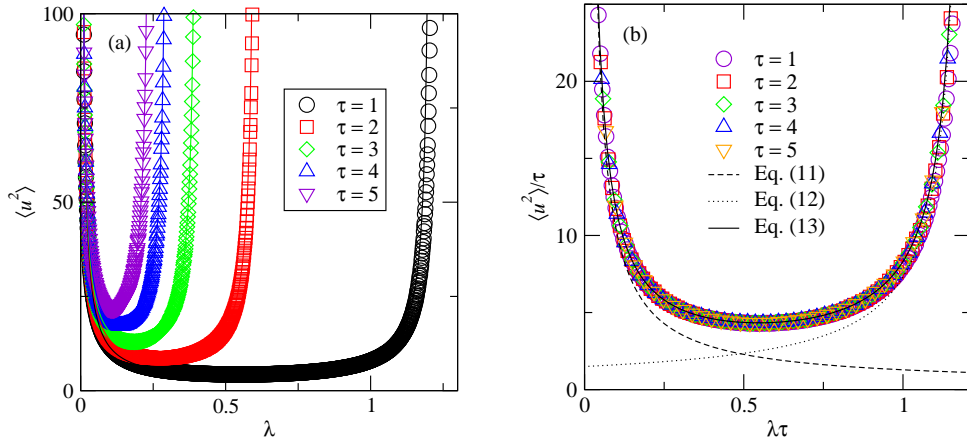 100
50
0
⟨u²⟩
(a)
τ = 1
τ = 2
τ = 3
τ = 4
τ = 5
0
0.5
1
λ
20
10
0
⟨u²⟩/τ
(b)
τ = 1
τ = 2
τ = 3
τ = 4
τ = 5
Eq. (11)
Eq. (12)
Eq. (13)
0
0.5
1
λτ